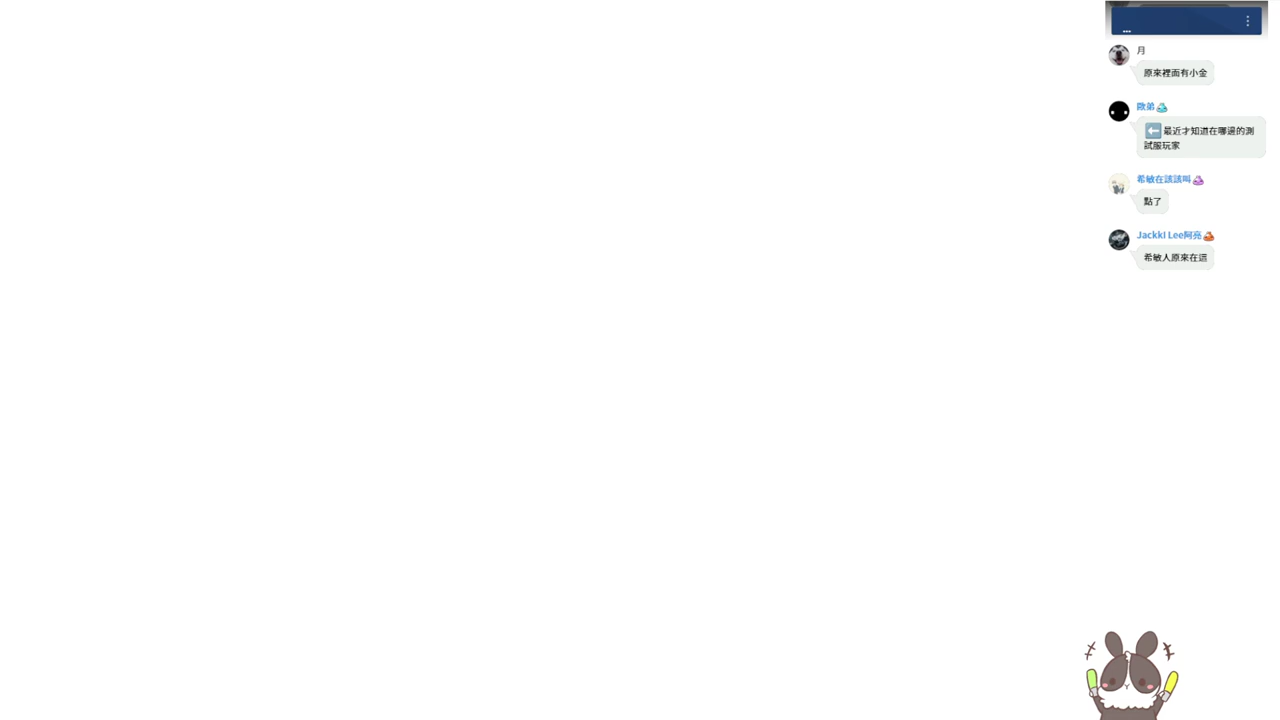 月
原來裡面有小金
歐弟
最近才知道在哪邊的測
試服玩家
希敏在該該叫
點了
JackkI Lee阿亮
希敏人原來在這